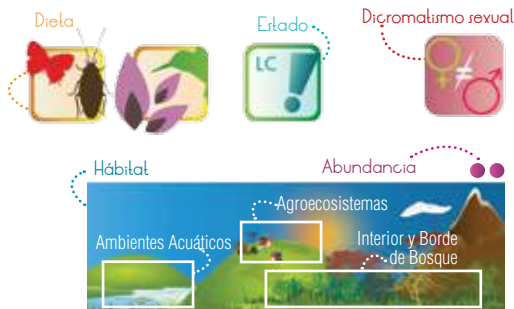 Dieta
Estado
Dicromatismo sexual
LC
Hábitat
Abundancia
Agroecosistemas
Ambientes Acuáticos
Interior y Borde
de Bosque